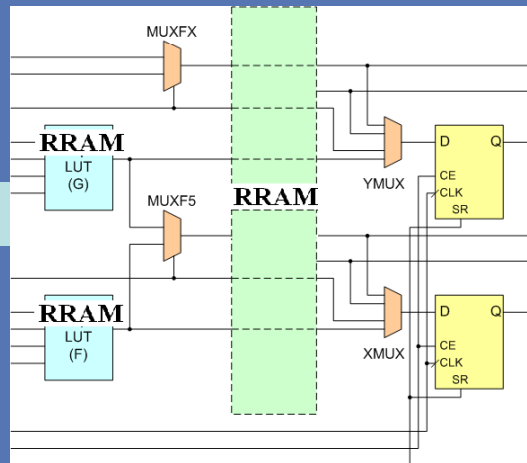 MUXFX
RRAM
LUT
(G)
D Q
YMUX
CE
CLK
SR
MUXF5
RRAM
RRAM
LUT
(F)
D Q
XMUX
CE
CLK
SR